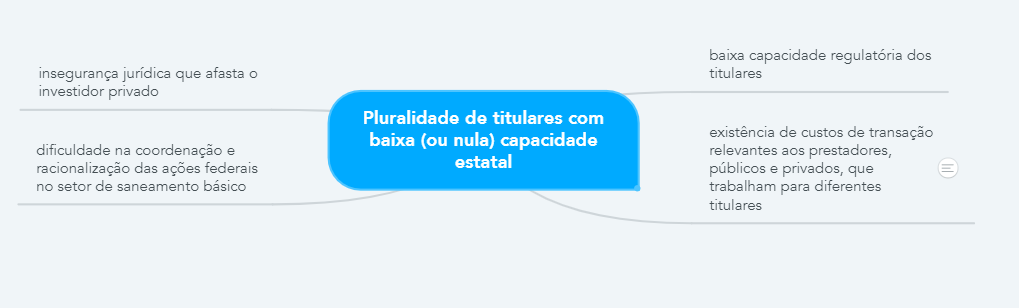 insegurança jurídica que afasta o
investidor privado
dificuldade na coordenação e
racionalização das ações federais
no setor de saneamento básico
Pluralidade de titulares com
baixa (ou nula) capacidade
estatal
baixa capacidade regulatória dos
titulares
existência de custos de transação
relevantes aos prestadores,
públicos e privados, que
trabalham para diferentes
titulares